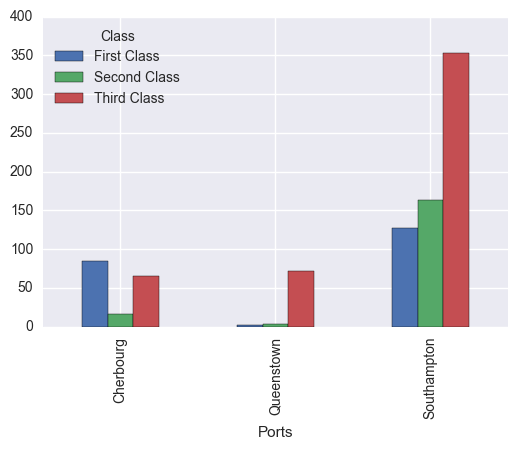 400
350
300
250
200
150
100
50
0
Class
First Class
Second Class
Third Class
Cherbourg
Queenstown
Southampton
Ports